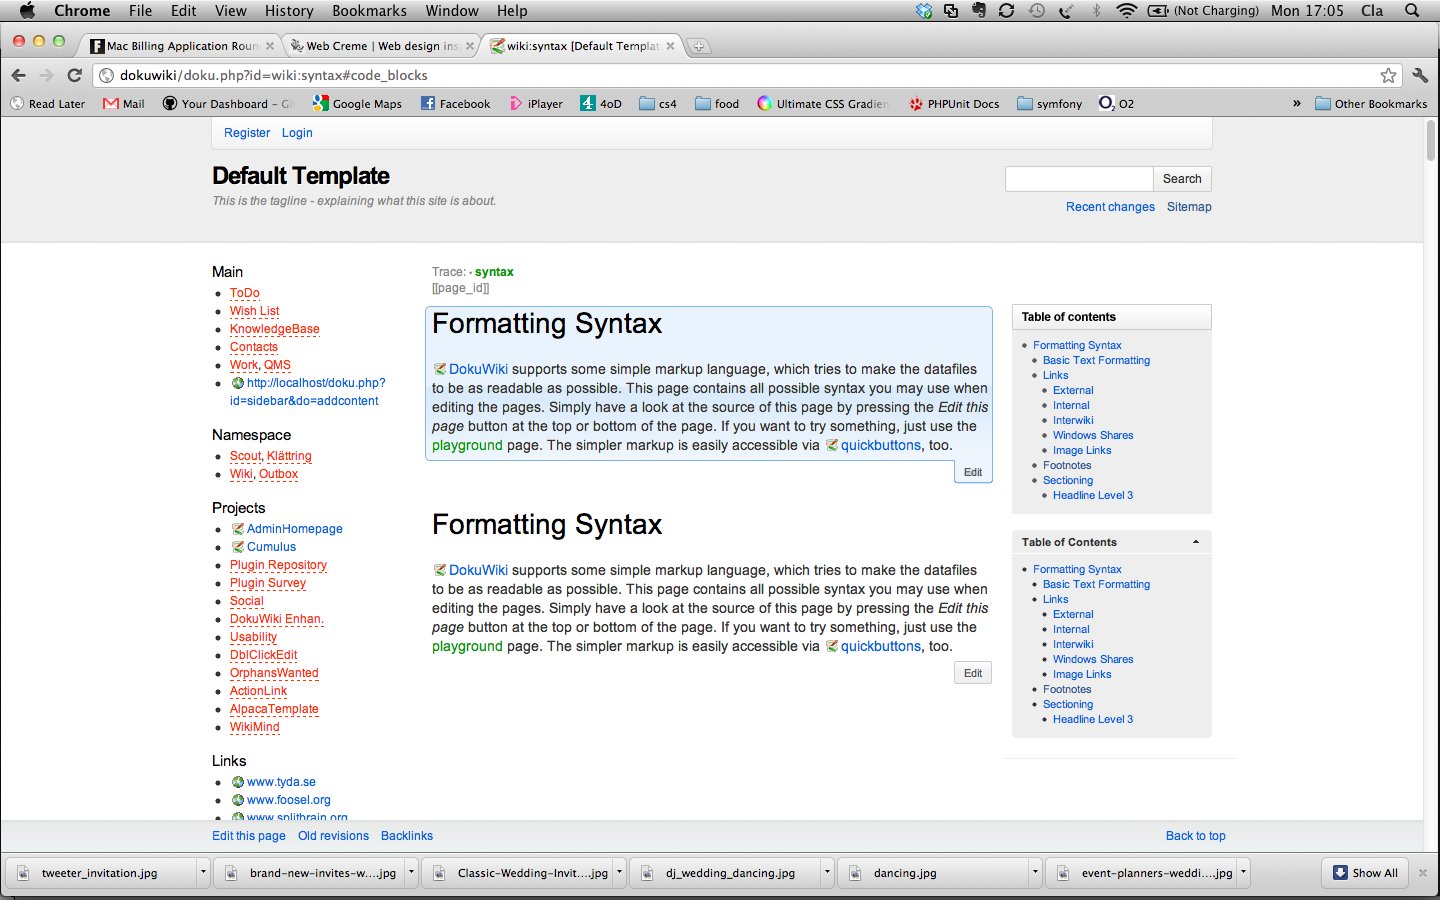 Chrome File Edit View History Bookmarks Window Help (Not Charging) Mon 17:05 Cla
Mac Billing Application Roun
Web Creme | Web design ins
wiki:syntax [Default Templat
dokuwiki/doku.php?id=wiki:syntax#code_blocks
Read Later Mail Your Dashboard - Gi Google Maps Facebook iPlayer 4oD cs4 food Ultimate CSS Gradien PHPUnit Docs symfony O2 » Other Bookmarks
Register Login
Default Template
This is the tagline - explaining what this site is about.
Search
Recent changes Sitemap
Main
ToDo
Wish List
KnowledgeBase
Contacts
Work, QMS
http://localhost/doku.php?
id=sidebar&do=addcontent
Namespace
Scout, Klättring
Wiki, Outbox
Projects
AdminHomepage
Cumulus
Plugin Repository
Plugin Survey
Social
DokuWiki Enhan.
Usability
DblClickEdit
OrphansWanted
ActionLink
AlpacaTemplate
WikiMind
Links
www.tyda.se
www.foosel.org
www.splitbrain.org
Trace: • syntax
[[page_id]]
Formatting Syntax
DokuWiki supports some simple markup language, which tries to make the datafiles
to be as readable as possible. This page contains all possible syntax you may use when
editing the pages. Simply have a look at the source of this page by pressing the Edit this
page button at the top or bottom of the page. If you want to try something, just use the
playground page. The simpler markup is easily accessible via quickbuttons, too.
Edit
Formatting Syntax
DokuWiki supports some simple markup language, which tries to make the datafiles
to be as readable as possible. This page contains all possible syntax you may use when
editing the pages. Simply have a look at the source of this page by pressing the Edit this
page button at the top or bottom of the page. If you want to try something, just use the
playground page. The simpler markup is easily accessible via quickbuttons, too.
Edit
Table of contents
Formatting Syntax
Basic Text Formatting
Links
External
Internal
Interwiki
Windows Shares
Image Links
Footnotes
Sectioning
Headline Level 3
Table of Contents
Formatting Syntax
Basic Text Formatting
Links
External
Internal
Interwiki
Windows Shares
Image Links
Footnotes
Sectioning
Headline Level 3
Edit this page Old revisions Backlinks Back to top
tweeter_invitation.jpg brand-new-invites-w....jpg Classic-Wedding-Invit....jpg dj_wedding_dancing.jpg dancing.jpg event-planners-weddi....jpg Show All